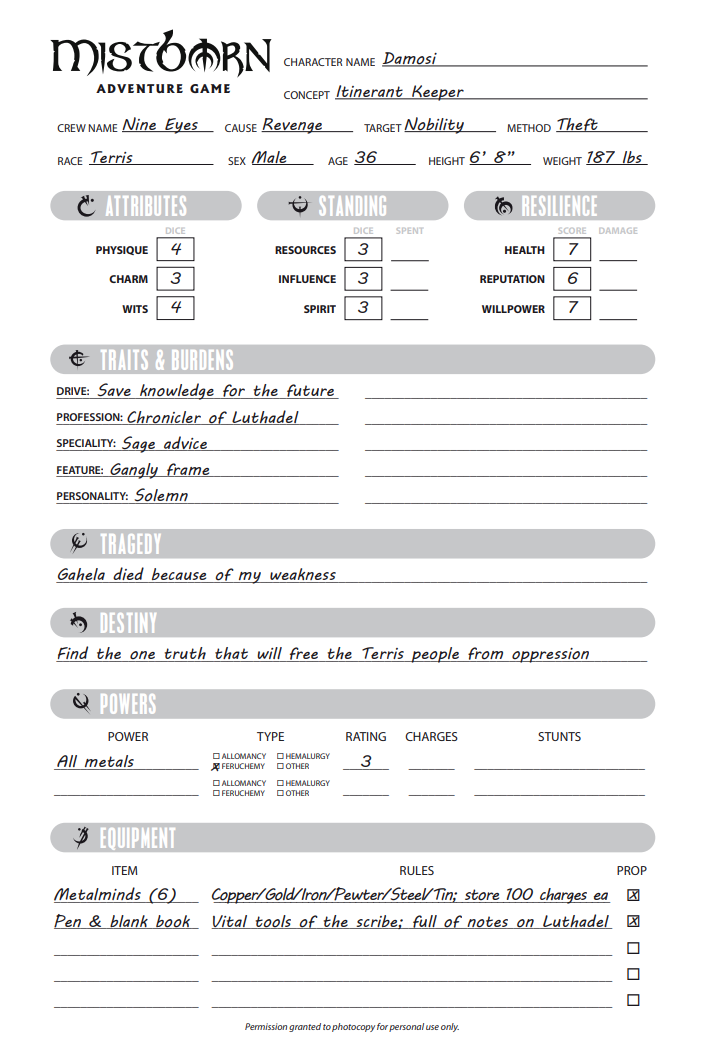 MISTBORN
ADVENTURE GAME
CHARACTER NAME Damosi
CONCEPT Itinerant Keeper
CREW NAME Nine Eyes CAUSE Revenge TARGET Nobility METHOD Theft
RACE Terris SEX Male AGE 36 HEIGHT 6' 8" WEIGHT 187 lbs
ATTRIBUTES STANDING RESILIENCE
DICE DICE SPENT SCORE DAMAGE
PHYSIQUE 4 RESOURCES 3 HEALTH 7
CHARM 3 INFLUENCE 3 REPUTATION 6
WITS 4 SPIRIT 3 WILLPOWER 7
TRAITS & BURDENS
DRIVE: Save knowledge for the future
PROFESSION: Chronicler of Luthadel
SPECIALITY: Sage advice
FEATURE: Gangly frame
PERSONALITY: Solemn
TRAGEDY
Gahela died because of my weakness
DESTINY
Find the one truth that will free the Terris people from oppression
POWERS
POWER TYPE RATING CHARGES STUNTS
All metals ☐ ALLOMANCY ☐ HEMALURGY 3
☒ FERUCHEMY ☐ OTHER
☐ ALLOMANCY ☐ HEMALURGY
☐ FERUCHEMY ☐ OTHER
EQUIPMENT
ITEM RULES PROP
Metalminds (6) Copper/Gold/Iron/Pewter/Steel/Tin; store 100 charges ea ☒
Pen & blank book Vital tools of the scribe; full of notes on Luthadel ☒
☐
☐
☐
Permission granted to photocopy for personal use only.